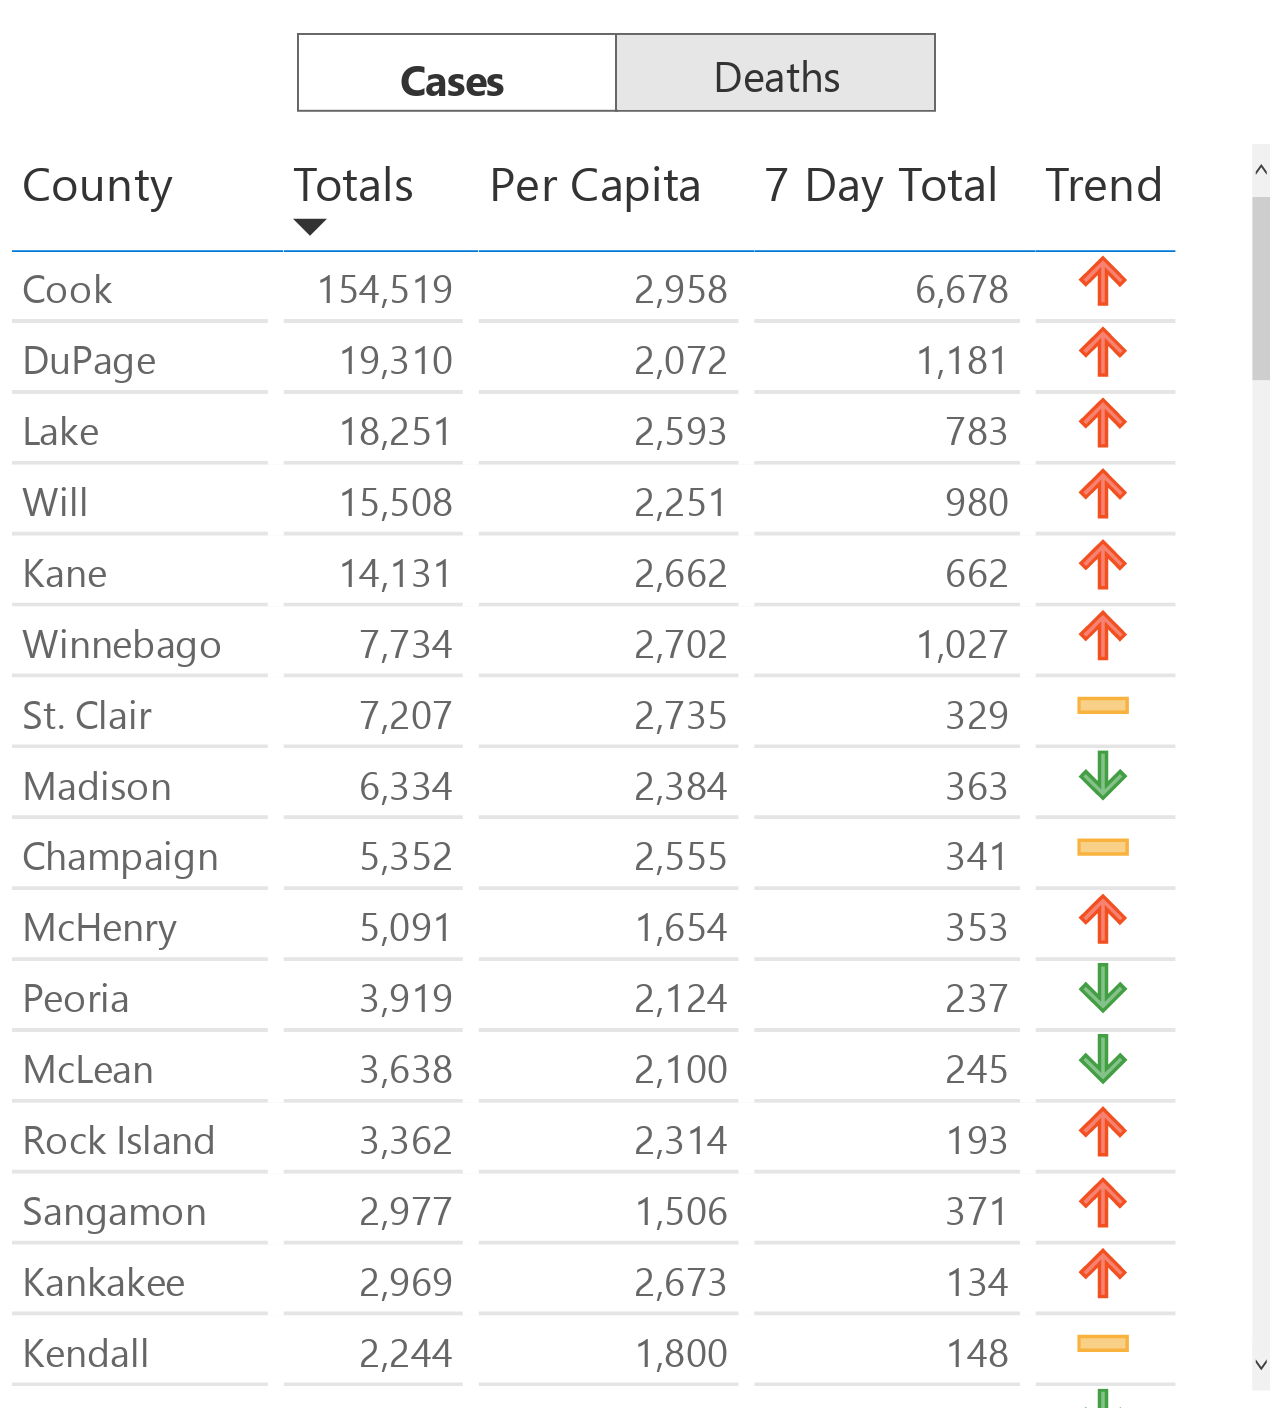 Cases Deaths
County Totals Per Capita 7 Day Total Trend
Cook 154,519 2,958 6,678
DuPage 19,310 2,072 1,181
Lake 18,251 2,593 783
Will 15,508 2,251 980
Kane 14,131 2,662 662
Winnebago 7,734 2,702 1,027
St. Clair 7,207 2,735 329
Madison 6,334 2,384 363
Champaign 5,352 2,555 341
McHenry 5,091 1,654 353
Peoria 3,919 2,124 237
McLean 3,638 2,100 245
Rock Island 3,362 2,314 193
Sangamon 2,977 1,506 371
Kankakee 2,969 2,673 134
Kendall 2,244 1,800 148